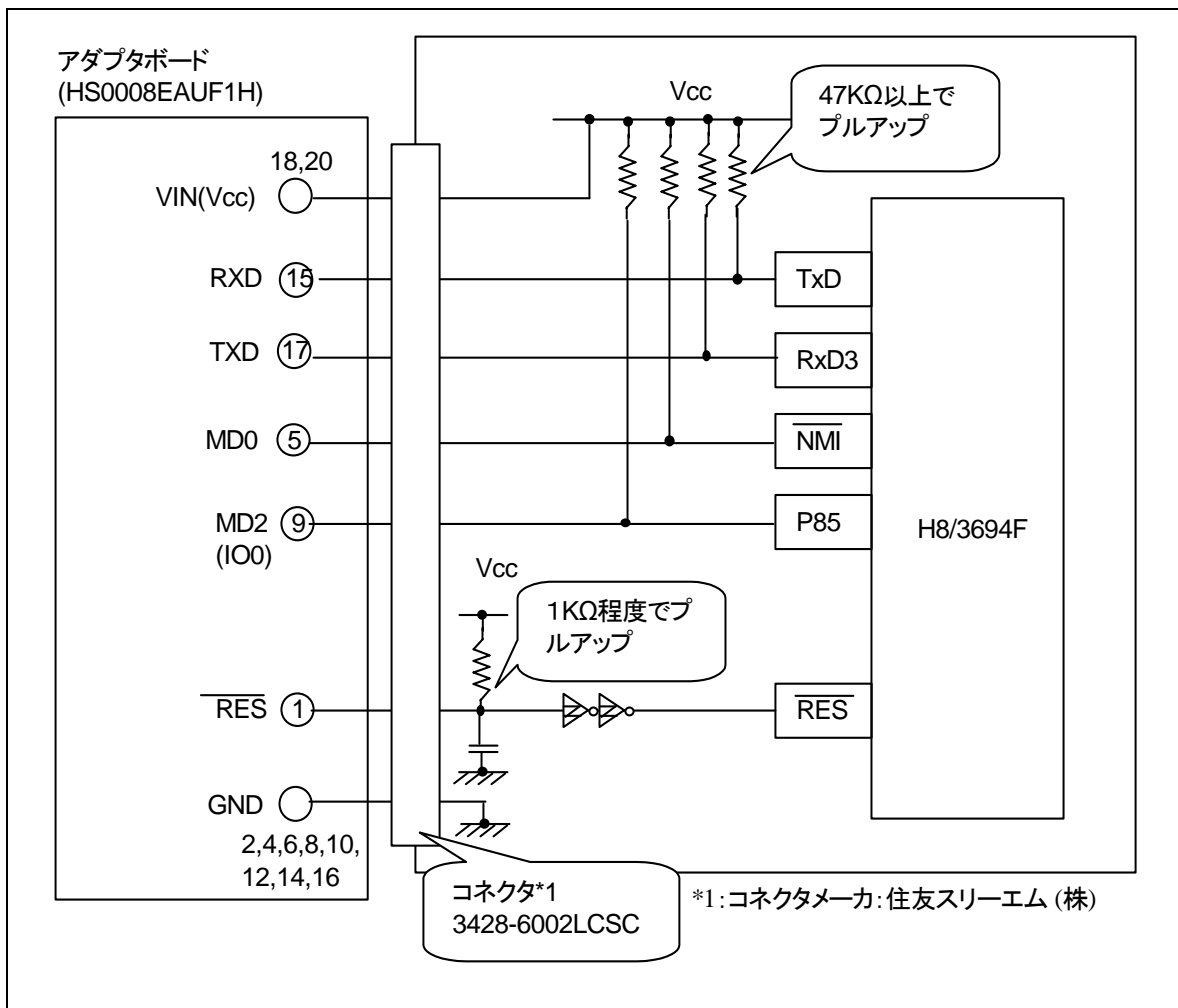 アダプタボード
(HS0008EAUF1H)
Vcc
47KΩ以上で
プルアップ
18,20
VIN(Vcc)
RXD 15
TxD
TXD 17
RxD3
MD0 5
NMI
MD2 9
(IO0)
P85
H8/3694F
Vcc
1KΩ程度でプ
ルアップ
RES 1
RES
GND
2,4,6,8,10,
12,14,16
コネクタ*1
3428-6002LCSC
*1:コネクタメーカ:住友スリーエム (株)